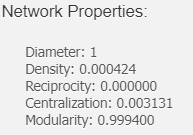 Network Properties:
Diameter: 1
Density: 0.000424
Reciprocity: 0.000000
Centralization: 0.003131
Modularity: 0.999400